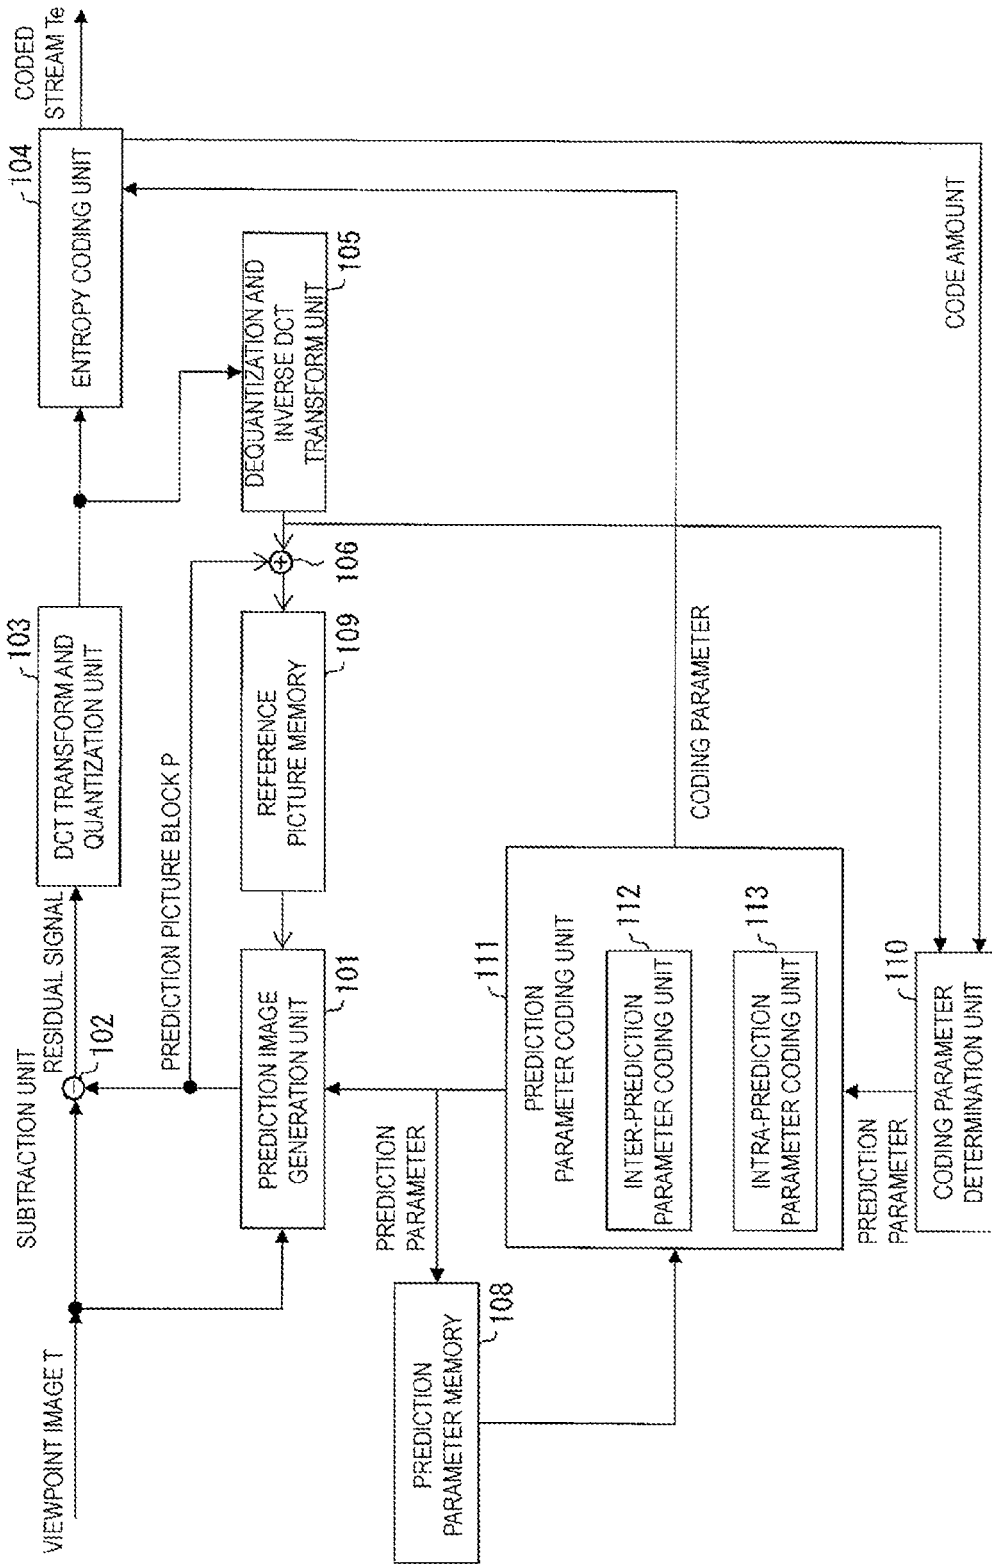 VIEWPOINT IMAGE T
SUBTRACTION UNIT
102
RESIDUAL SIGNAL
103
DCT TRANSFORM AND
QUANTIZATION UNIT
104
ENTROPY CODING UNIT
CODED
STREAM Te
PREDICTION PICTURE BLOCK P
PREDICTION IMAGE
GENERATION UNIT
101
REFERENCE
PICTURE MEMORY
109
106
DEQUANTIZATION AND
INVERSE DCT
TRANSFORM UNIT
105
PREDICTION
PARAMETER
PREDICTION
PARAMETER MEMORY
108
111
PREDICTION
PARAMETER CODING UNIT
112
INTER-PREDICTION
PARAMETER CODING UNIT
113
INTRA-PREDICTION
PARAMETER CODING UNIT
CODING PARAMETER
PREDICTION
PARAMETER
110
CODING PARAMETER
DETERMINATION UNIT
CODE AMOUNT